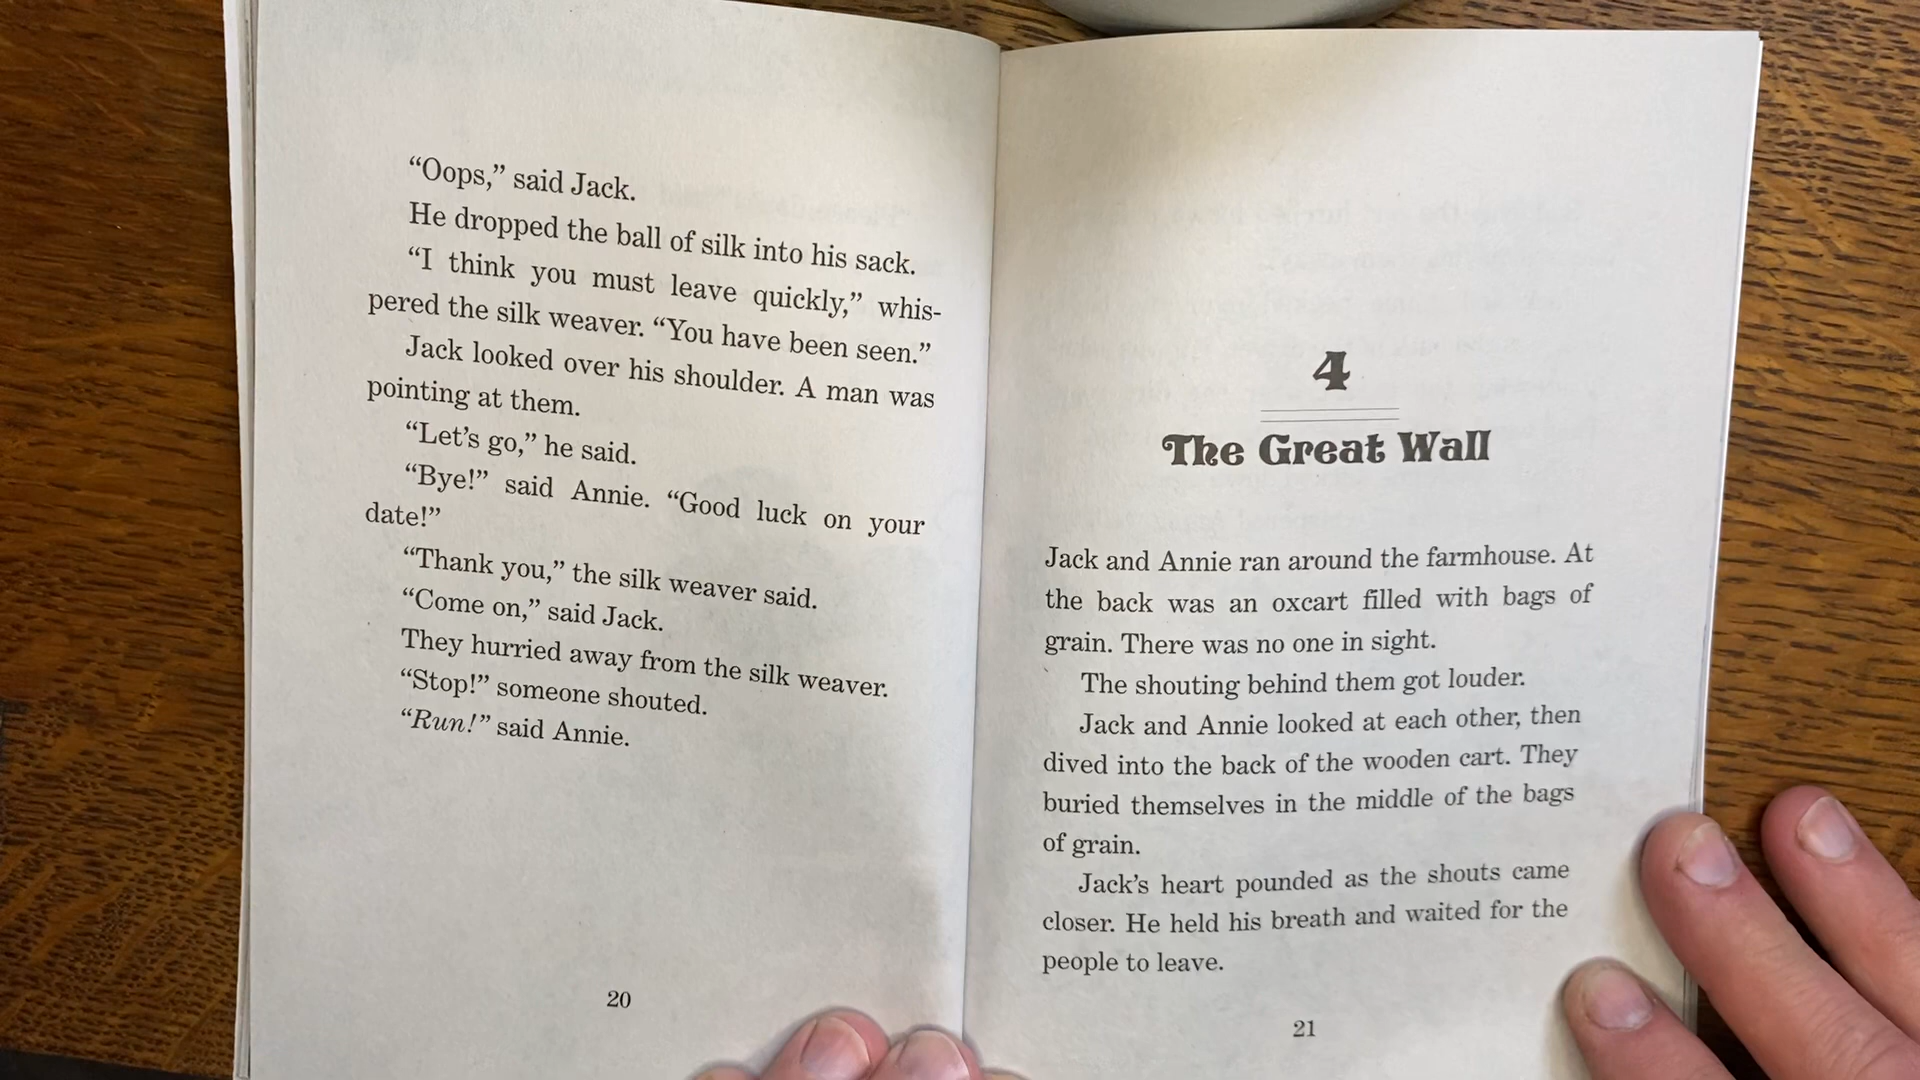 “Oops,” said Jack.
He dropped the ball of silk into his sack.
“I think you must leave quickly,” whis-
pered the silk weaver. “You have been seen.”
Jack looked over his shoulder. A man was
pointing at them.
“Let’s go,” he said.
“Bye!” said Annie. “Good luck on your
date!”
“Thank you,” the silk weaver said.
“Come on,” said Jack.
They hurried away from the silk weaver.
“Stop!” someone shouted.
“Run!” said Annie.
20
4
The Great Wall
Jack and Annie ran around the farmhouse. At
the back was an oxcart filled with bags of
grain. There was no one in sight.
The shouting behind them got louder.
Jack and Annie looked at each other, then
dived into the back of the wooden cart. They
buried themselves in the middle of the bags
of grain.
Jack’s heart pounded as the shouts came
closer. He held his breath and waited for the
people to leave.
21